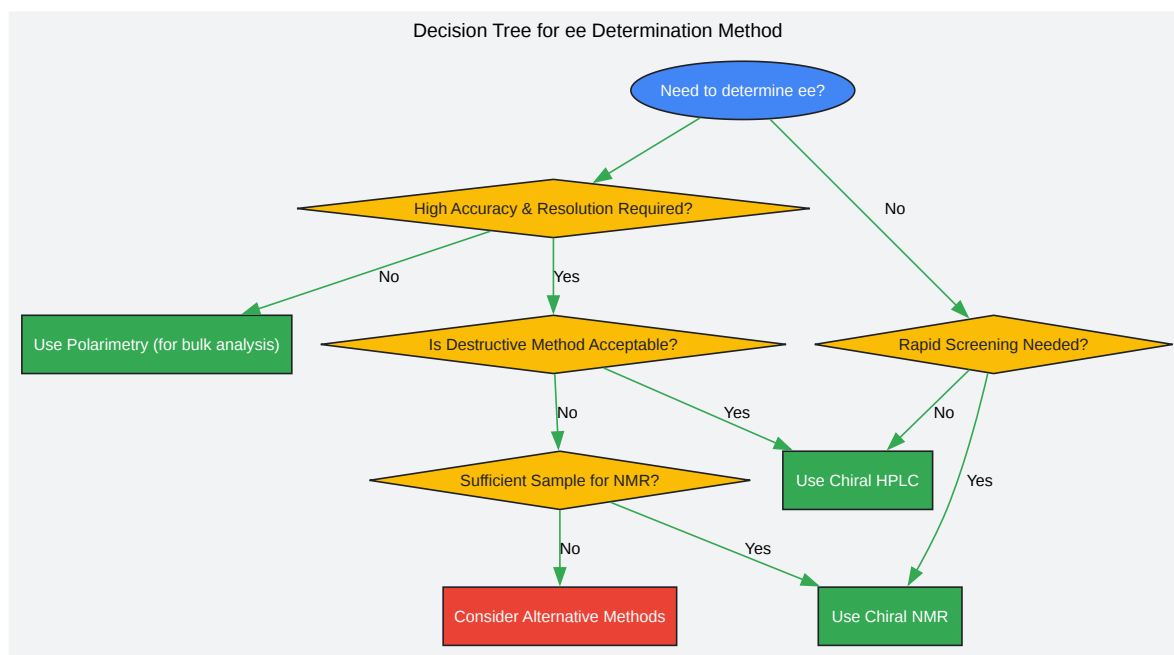 Decision Tree for ee Determination Method
Need to determine ee?
High Accuracy & Resolution Required?
No
No
Yes
Use Polarimetry (for bulk analysis)
Is Destructive Method Acceptable?
Rapid Screening Needed?
No
Yes
No
Sufficient Sample for NMR?
Use Chiral HPLC
Yes
No
Yes
Consider Alternative Methods
Use Chiral NMR